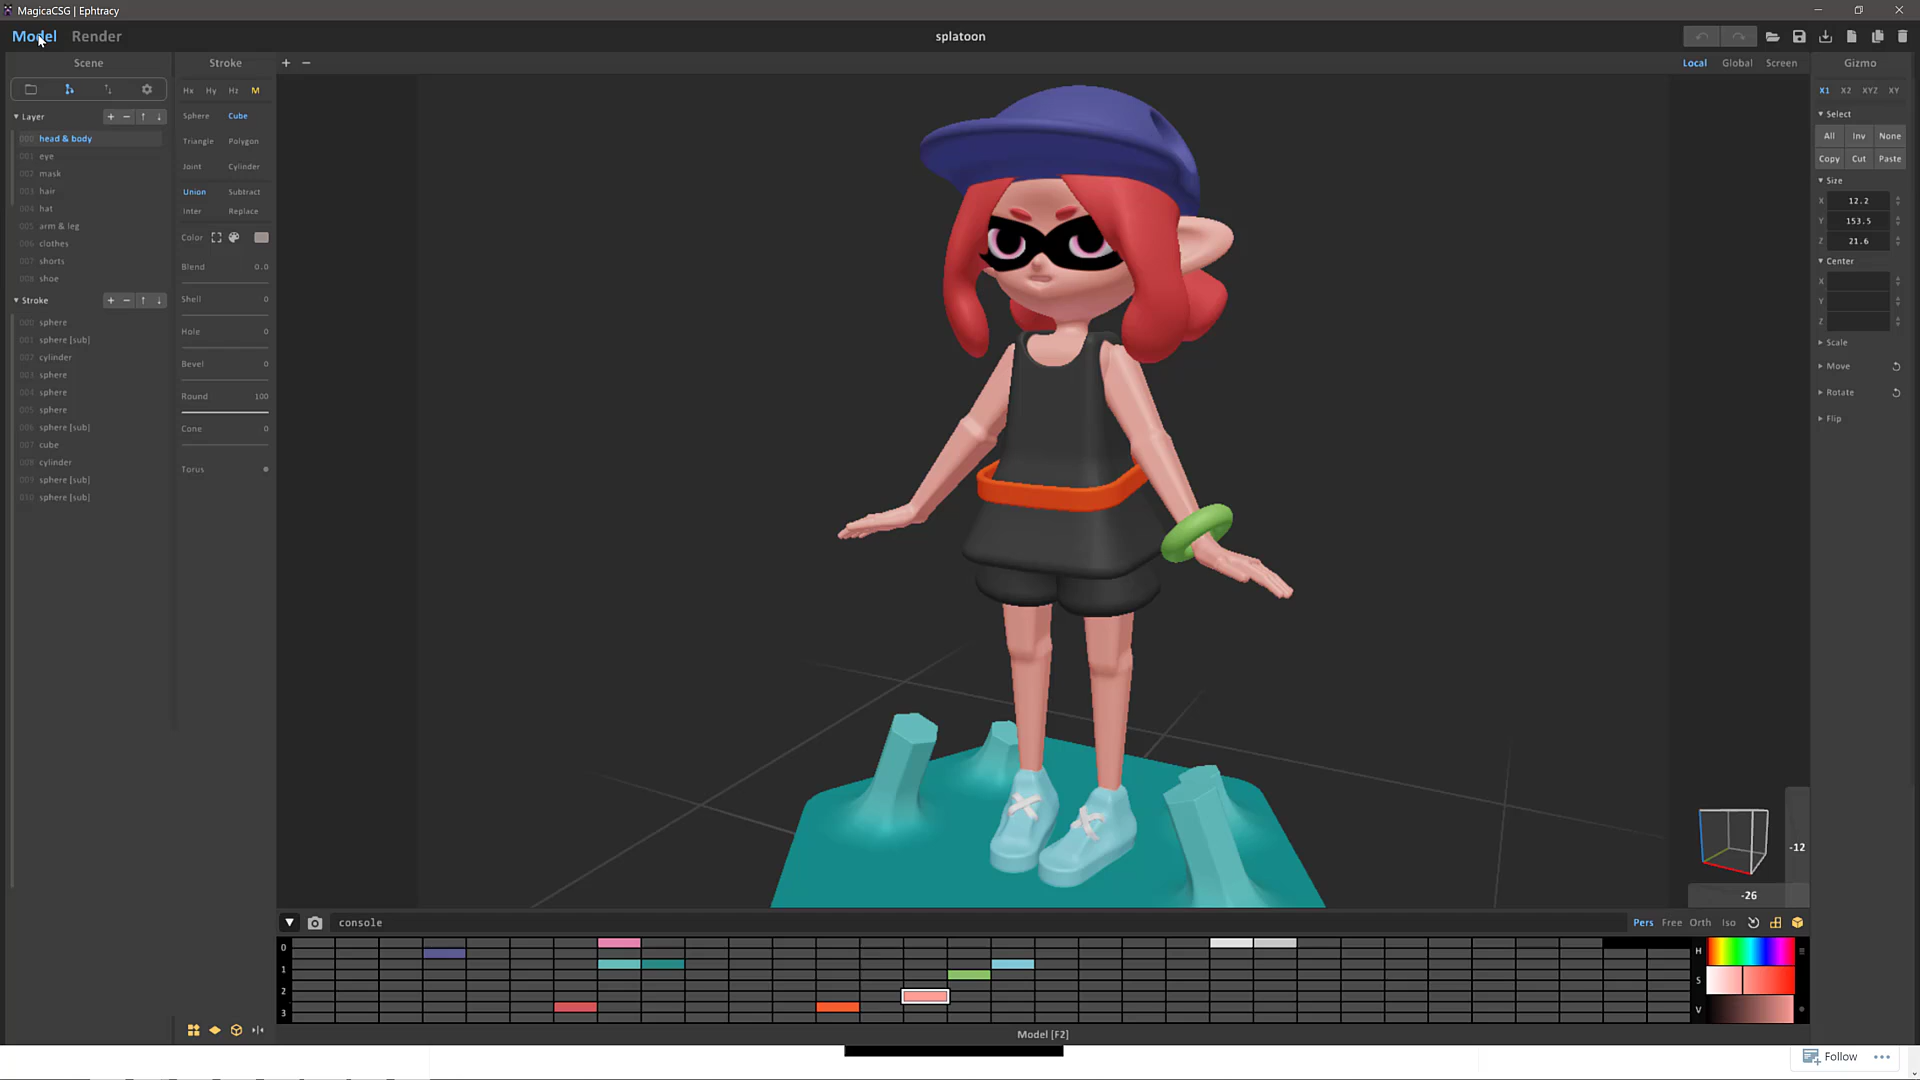 MagicaCSG | Ephtracy
Model Render
splatoon
Scene
Stroke
+ −
Local Global Screen
Gizmo
Hx Hy Hz M
X1 X2 XYZ XY
Layer
+ − ↑ ↓
000 head & body
001 eye
002 mask
003 hair
004 hat
005 arm & leg
006 clothes
007 shorts
008 shoe
Stroke
+ − ↑ ↓
000 sphere
001 sphere [sub]
002 cylinder
003 sphere
004 sphere
005 sphere
006 sphere [sub]
007 cube
008 cylinder
009 sphere [sub]
010 sphere [sub]
Sphere Cube
Triangle Polygon
Joint Cylinder
Union Subtract
Inter Replace
Color
Blend 0.0
Shell 0
Hole 0
Bevel 0
Round 100
Cone 0
Torus
Select
All Inv None
Copy Cut Paste
Size
X 12.2
Y 153.5
Z 21.6
Center
X
Y
Z
Scale
Move
Rotate
Flip
-12
-26
console
Pers Free Orth Iso
0
1
2
3
H
S
V
Model [F2]
Follow